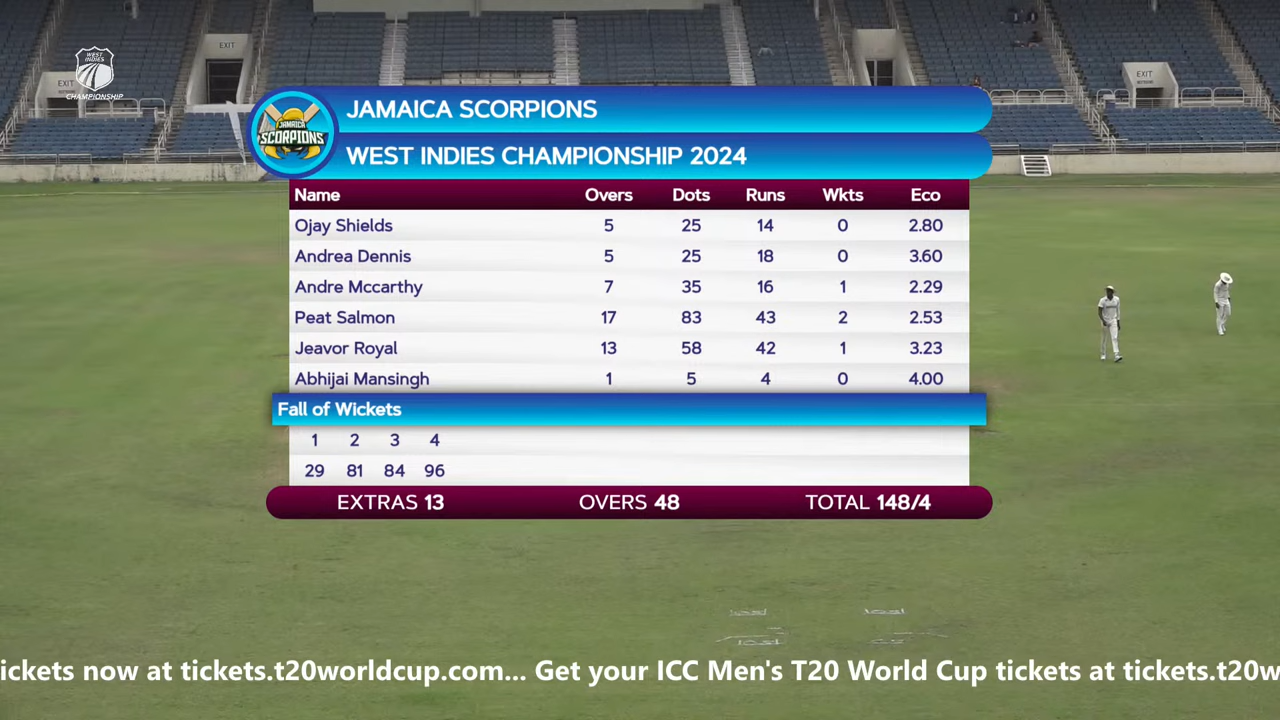 EXIT
WEST
INDIES
CHAMPIONSHIP
EXIT
EXIT
JAMAICA
SCORPIONS
JAMAICA SCORPIONS
WEST INDIES CHAMPIONSHIP 2024
Name Overs Dots Runs Wkts Eco
Ojay Shields 5 25 14 0 2.80
Andrea Dennis 5 25 18 0 3.60
Andre Mccarthy 7 35 16 1 2.29
Peat Salmon 17 83 43 2 2.53
Jeavor Royal 13 58 42 1 3.23
Abhijai Mansingh 1 5 4 0 4.00
Fall of Wickets
1 2 3 4
29 81 84 96
EXTRAS 13 OVERS 48 TOTAL 148/4
ickets now at tickets.t20worldcup.com... Get your ICC Men's T20 World Cup tickets at tickets.t20w